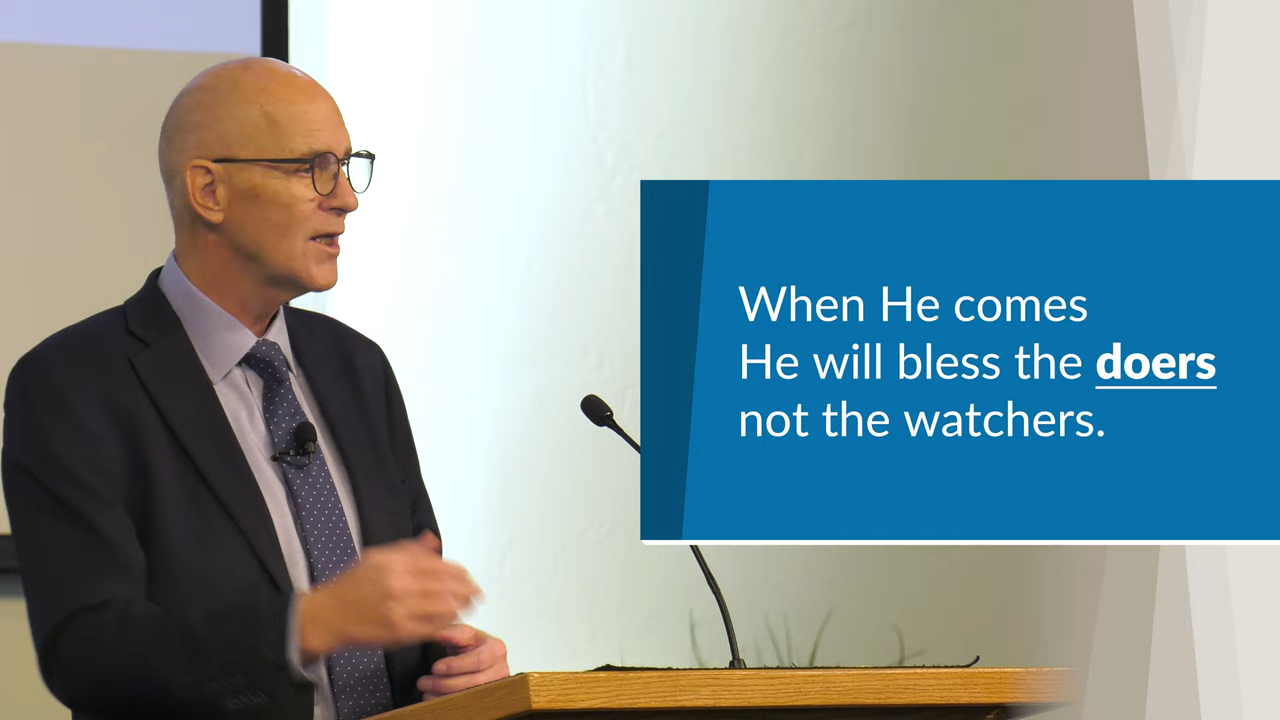 When He comes
He will bless the doers
not the watchers.